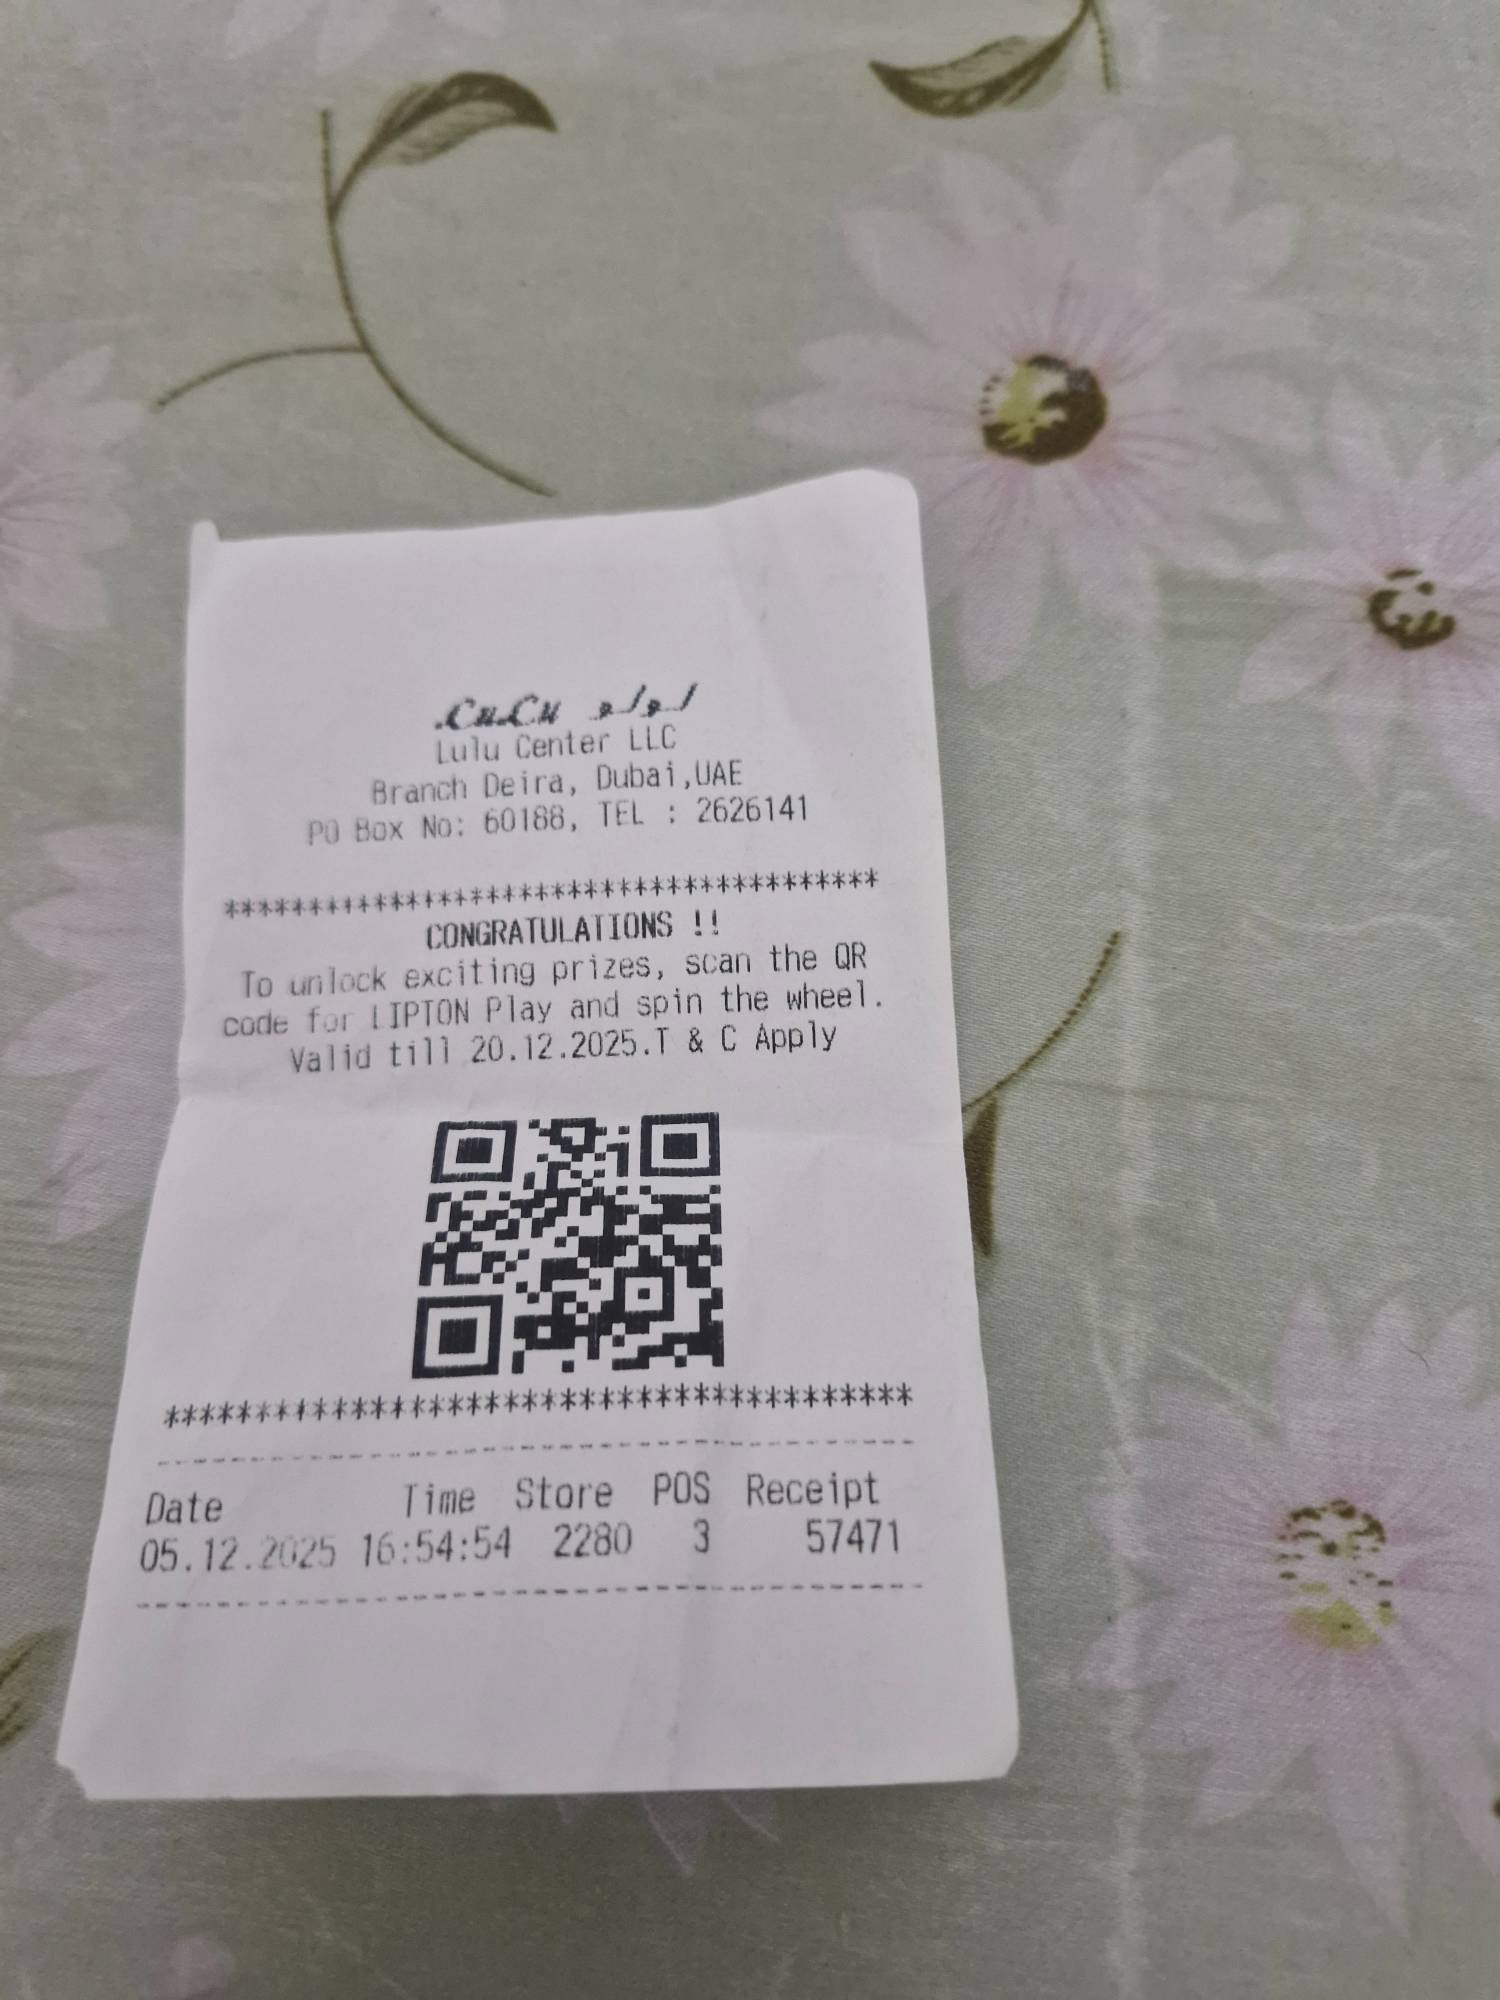 LuLu لولو
Lulu Center LLC
Branch Deira, Dubai,UAE
PO Box No: 60188, TEL : 2626141
****************************************
CONGRATULATIONS !!
To unlock exciting prizes, scan the QR
code for LIPTON Play and spin the wheel.
Valid till 20.12.2025.T & C Apply
****************************************
Date Time Store POS Receipt
05.12.2025 16:54:54 2280 3 57471